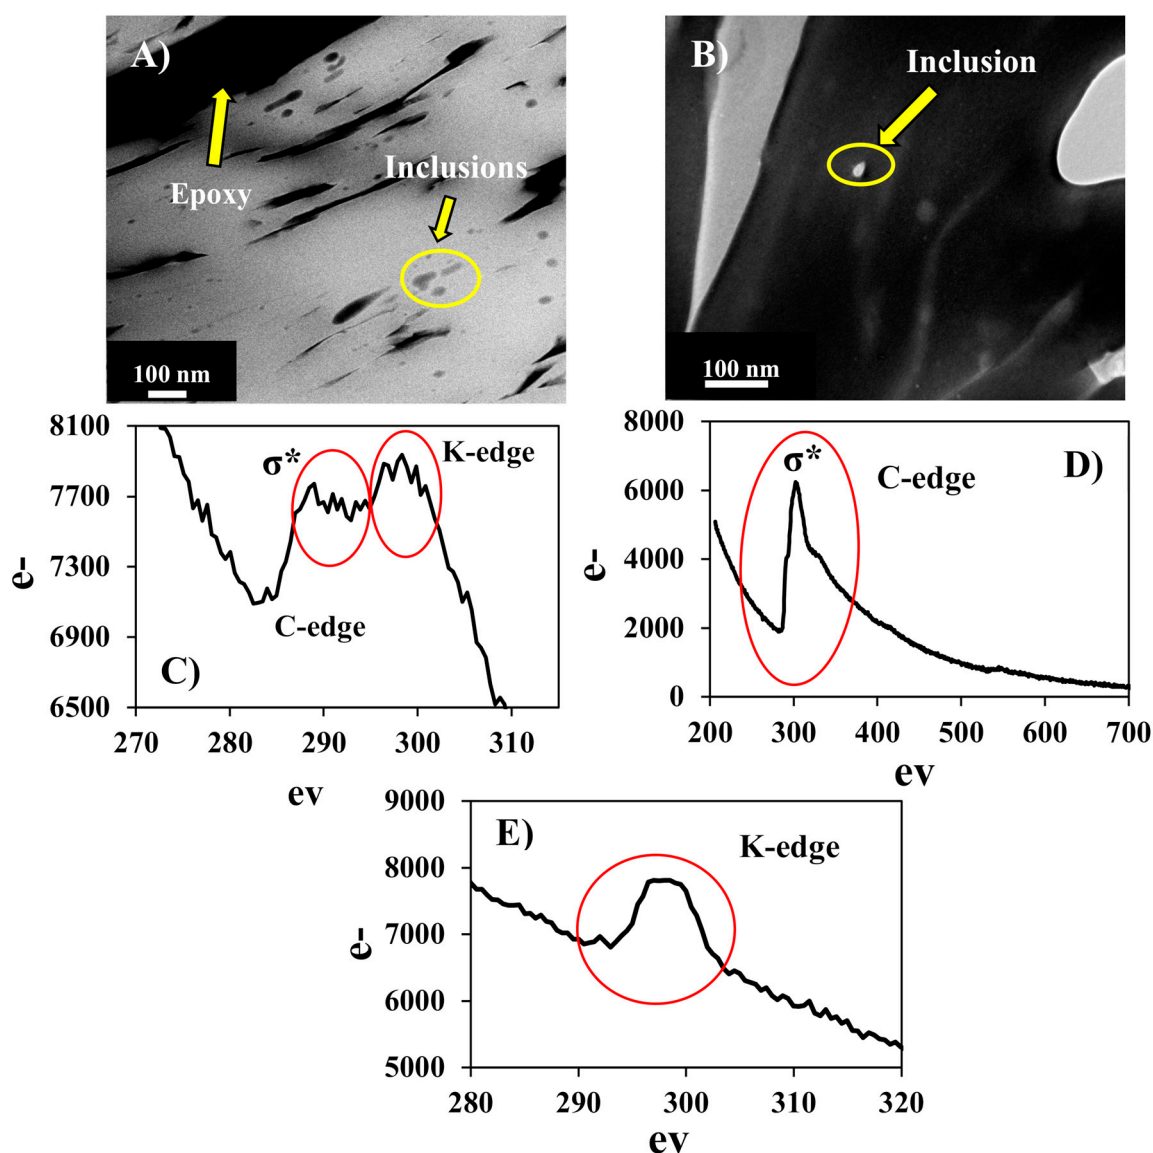 A)
Epoxy
Inclusions
100 nm
B)
Inclusion
100 nm
8100
7700
7300
6900
6500
e-
σ*
K-edge
C-edge
C)
270
280
290
300
310
ev
8000
6000
4000
2000
0
e-
σ*
C-edge
D)
200
300
400
500
600
700
ev
9000
8000
7000
6000
5000
e-
E)
K-edge
280
290
300
310
320
ev